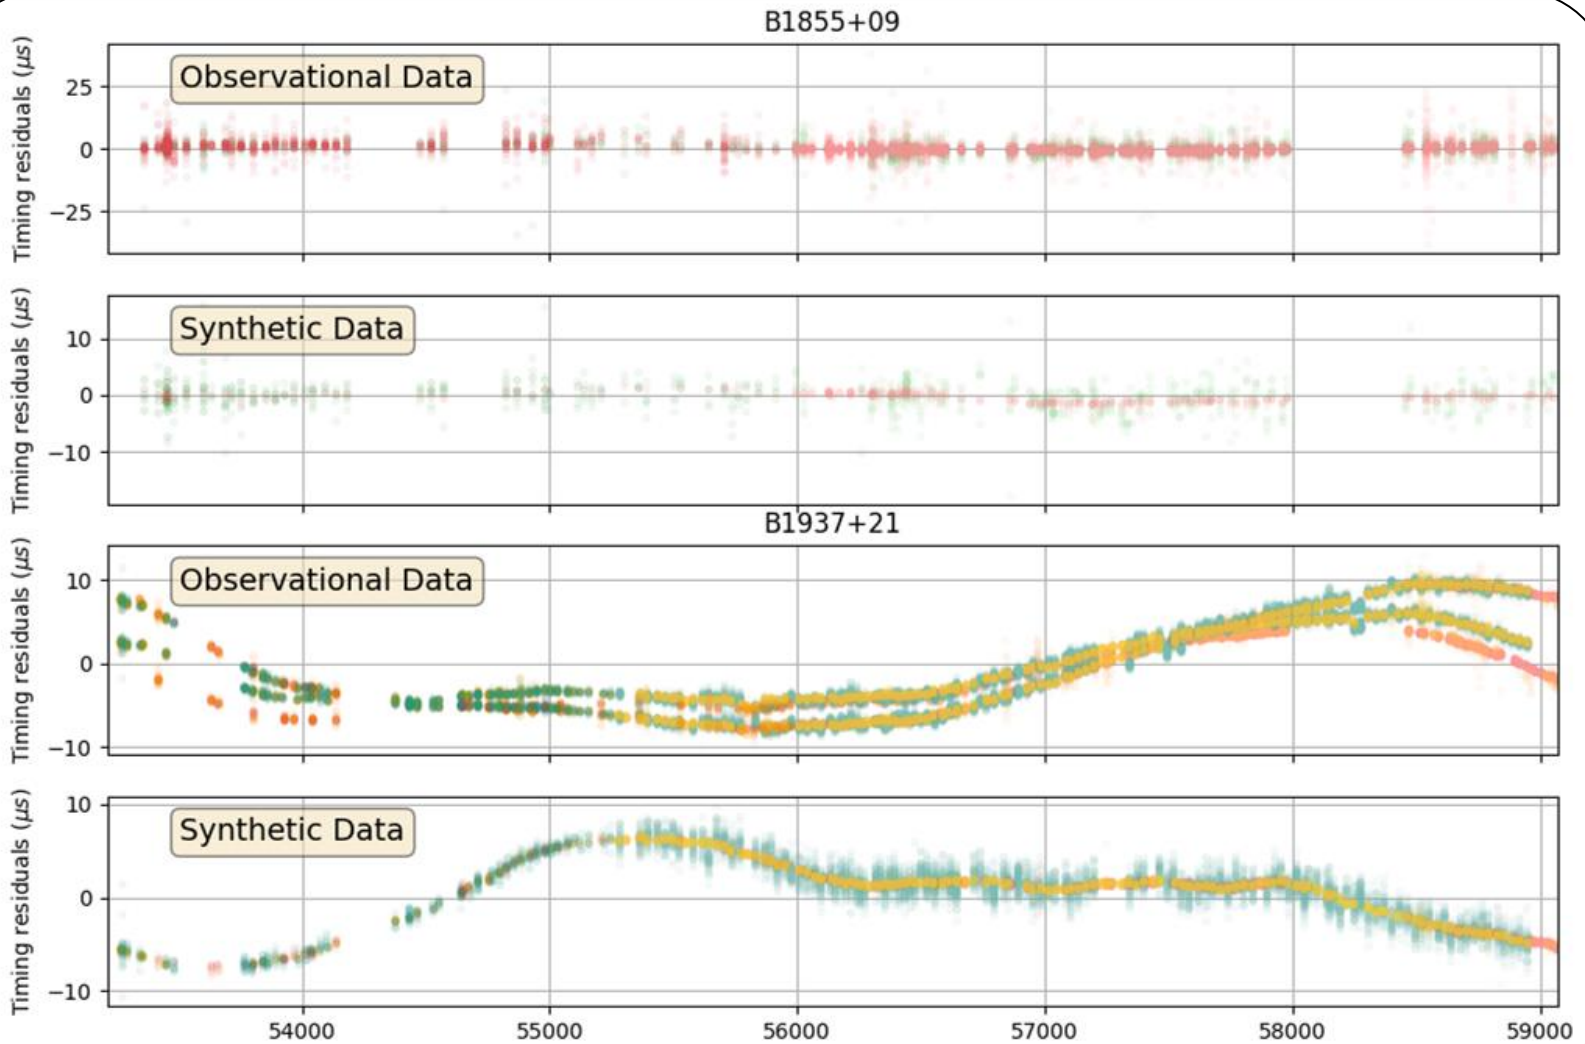 B1855+09
Timing residuals (μs)
Observational Data
25
0
−25
Timing residuals (μs)
Synthetic Data
10
0
−10
B1937+21
Timing residuals (μs)
Observational Data
10
0
−10
Timing residuals (μs)
Synthetic Data
10
0
−10
54000 55000 56000 57000 58000 59000